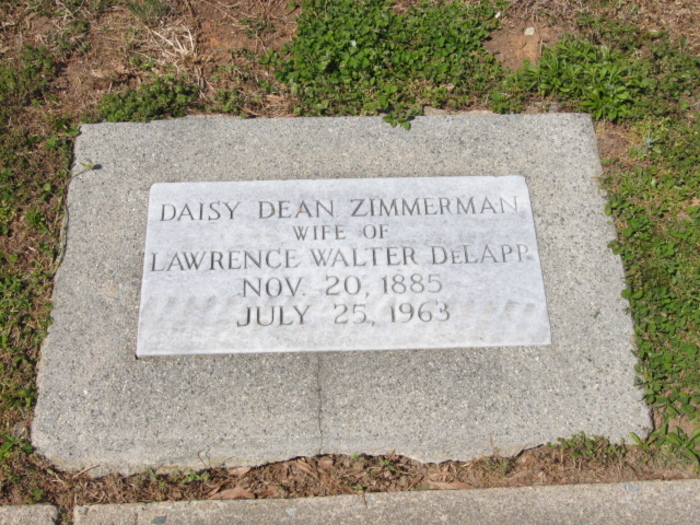 DAISY DEAN ZIMMERMAN
WIFE OF
LAWRENCE WALTER DELAPP
NOV. 20, 1885
JULY 25, 1963